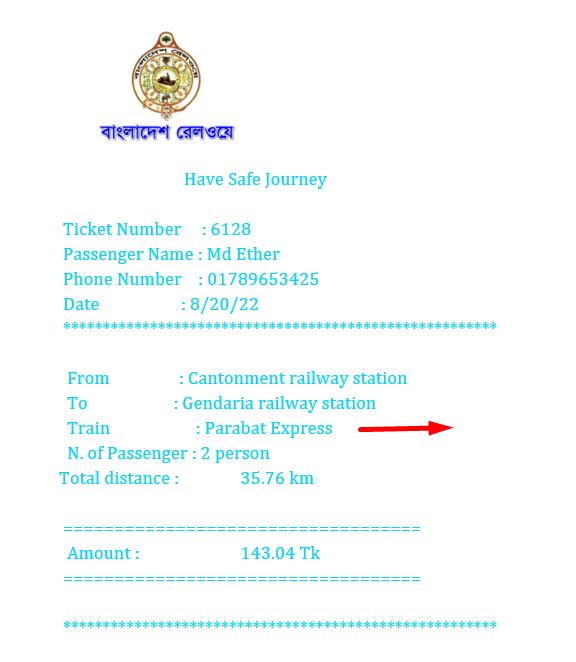 বাংলাদেশ রেলওয়ে
বাংলাদেশ রেলওয়ে
Have Safe Journey
Ticket Number : 6128
Passenger Name : Md Ether
Phone Number : 01789653425
Date : 8/20/22
*******************************************************
From : Cantonment railway station
To : Gendaria railway station
Train : Parabat Express
N. of Passenger : 2 person
Total distance : 35.76 km
===================================
Amount : 143.04 Tk
===================================
*******************************************************